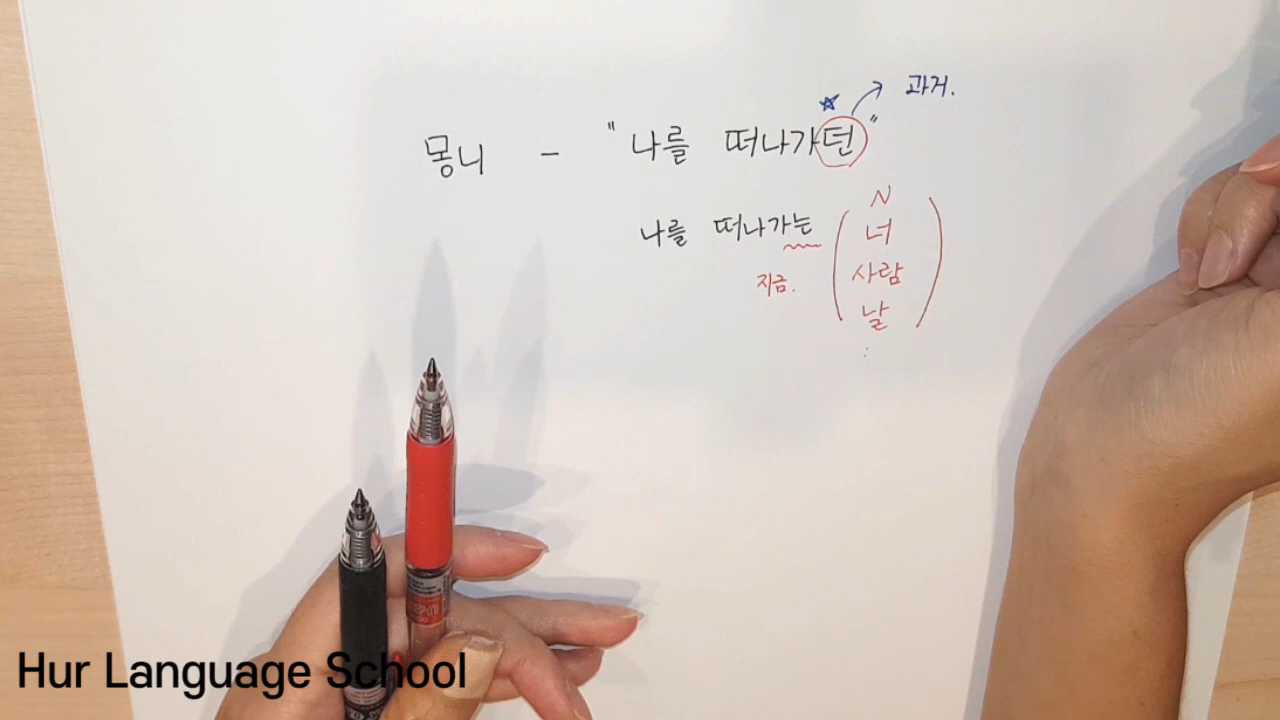 과거.
몽니 - "나를 떠나가던"
나를 떠나가는
지금.
N
너
사람
날
:
Hur Language School